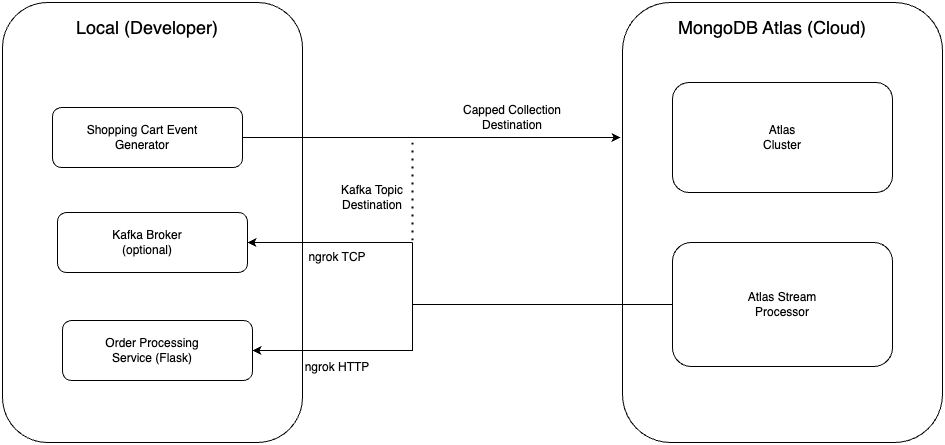 Local (Developer)
MongoDB Atlas (Cloud)
Shopping Cart Event
Generator
Capped Collection
Destination
Atlas
Cluster
Kafka Topic
Destination
Kafka Broker
(optional)
ngrok TCP
Atlas Stream
Processor
Order Processing
Service (Flask)
ngrok HTTP